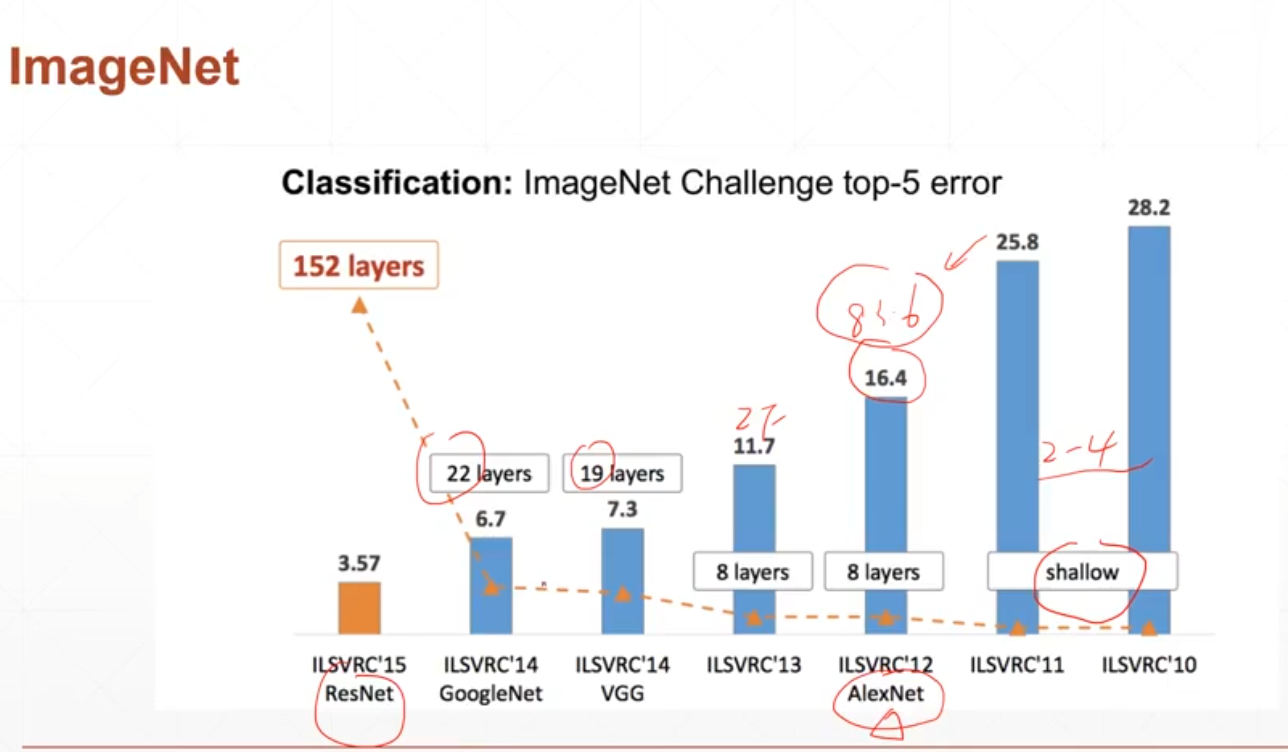 ImageNet
Classification: ImageNet Challenge top-5 error
28.2
25.8
152 layers
16.4
11.7
2-4
22 layers
19 layers
7.3
6.7
3.57
8 layers
8 layers
shallow
ILSVRC'15
ResNet
ILSVRC'14
GoogleNet
ILSVRC'14
VGG
ILSVRC'13
ILSVRC'12
AlexNet
ILSVRC'11
ILSVRC'10